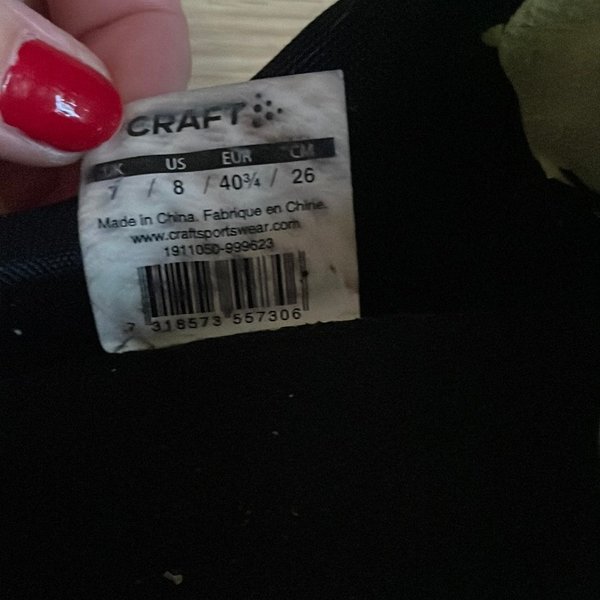 CRAFT
UK US EUR CM
7 / 8 / 40¾ / 26
Made in China. Fabrique en Chine.
www.craftsportswear.com
1911050-999623
7 318573 557306